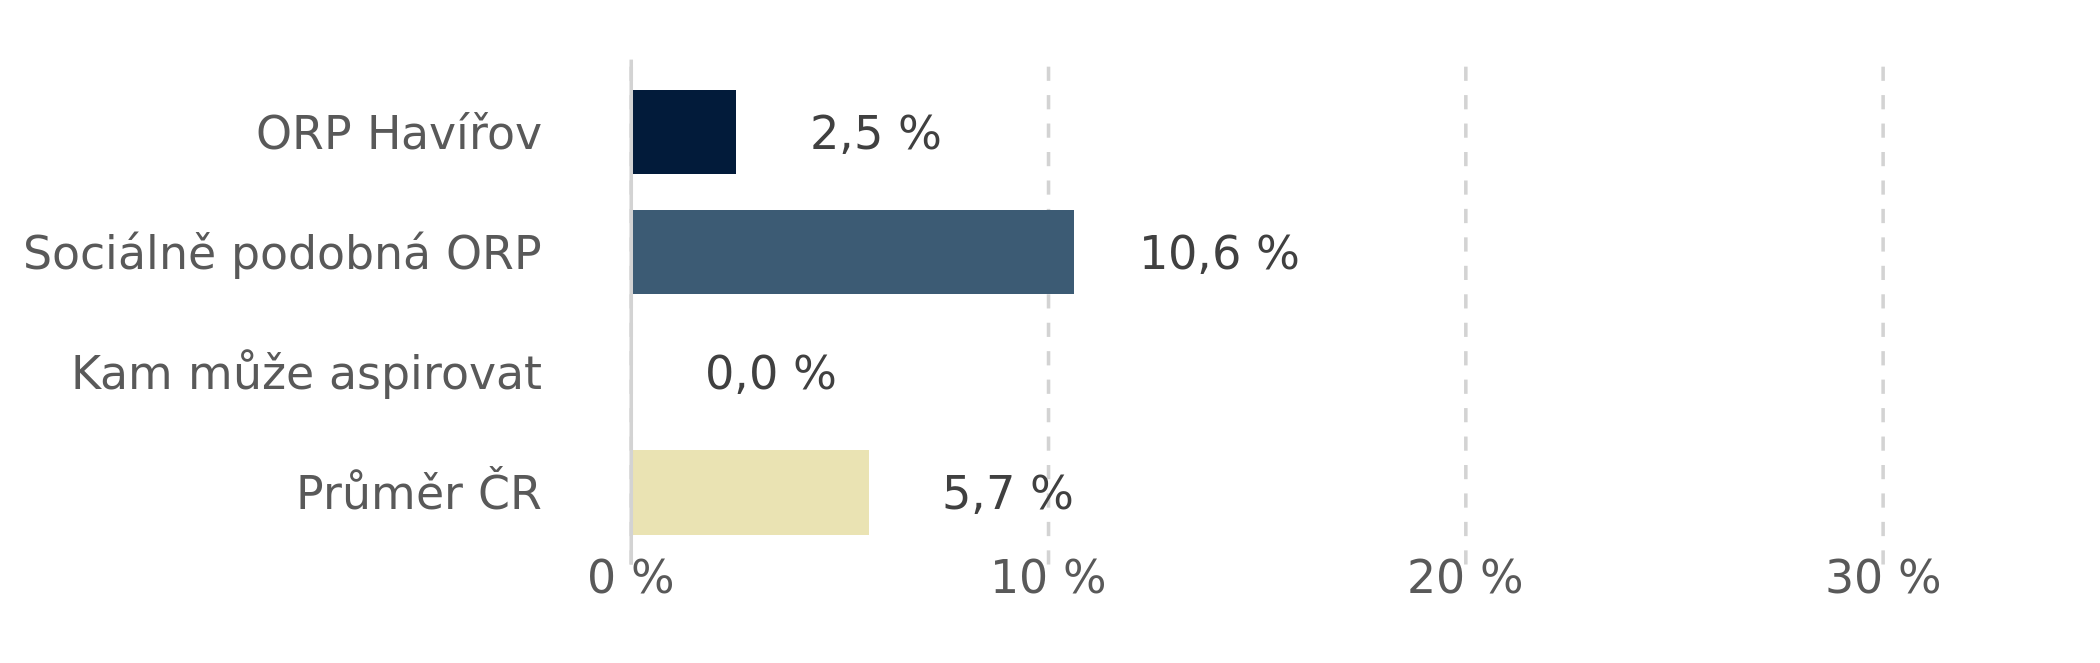 ORP Havířov 2,5 %
Sociálně podobná ORP 10,6 %
Kam může aspirovat 0,0 %
Průměr ČR 5,7 %
0 % 10 % 20 % 30 %